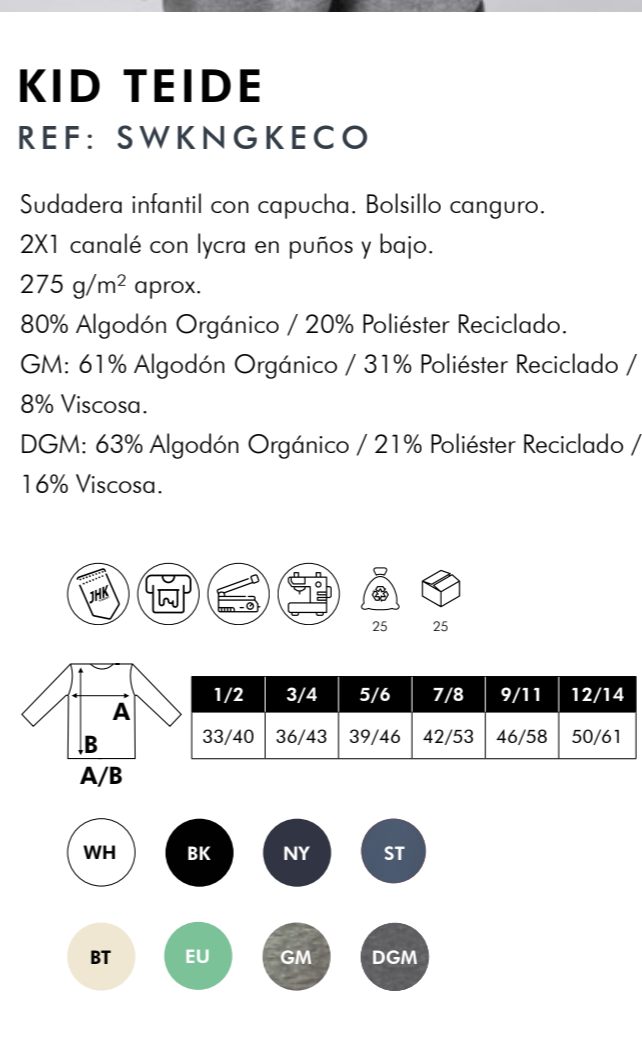 KID TEIDE
REF: SWKNGKECO
Sudadera infantil con capucha. Bolsillo canguro.
2X1 canalé con lycra en puños y bajo.
275 g/m² aprox.
80% Algodón Orgánico / 20% Poliéster Reciclado.
GM: 61% Algodón Orgánico / 31% Poliéster Reciclado /
8% Viscosa.
DGM: 63% Algodón Orgánico / 21% Poliéster Reciclado /
16% Viscosa.
JHK
25 25
A
B
A/B
1/2 3/4 5/6 7/8 9/11 12/14
33/40 36/43 39/46 42/53 46/58 50/61
WH BK NY ST
BT EU GM DGM